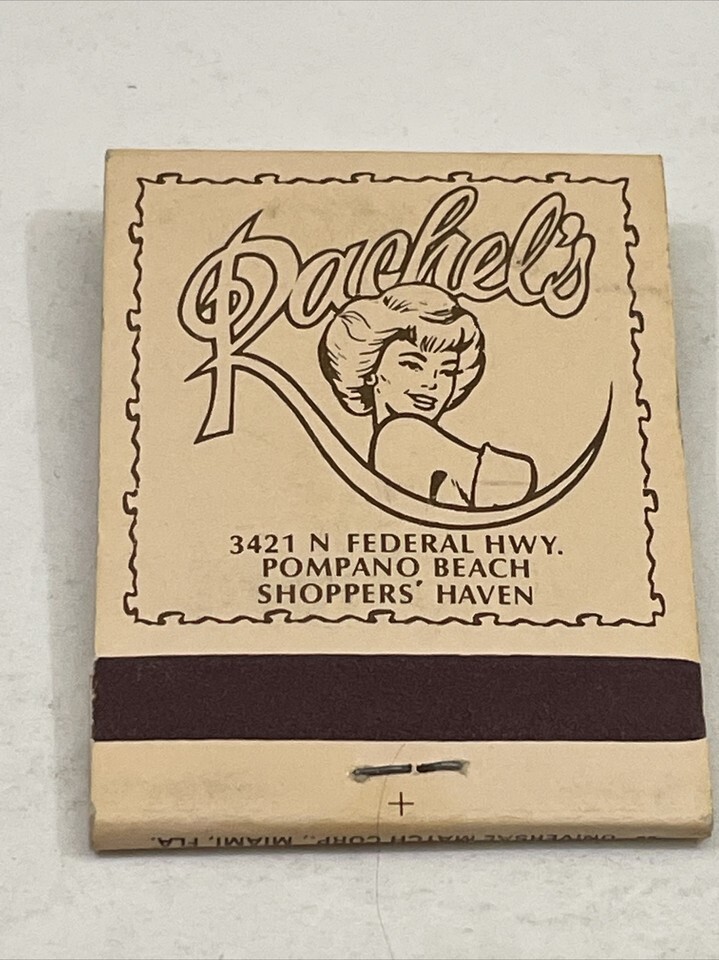 Rachel's
3421 N FEDERAL HWY.
POMPANO BEACH
SHOPPERS' HAVEN
+
UNIVERSAL MATCH CORP., MIAMI, FLA.